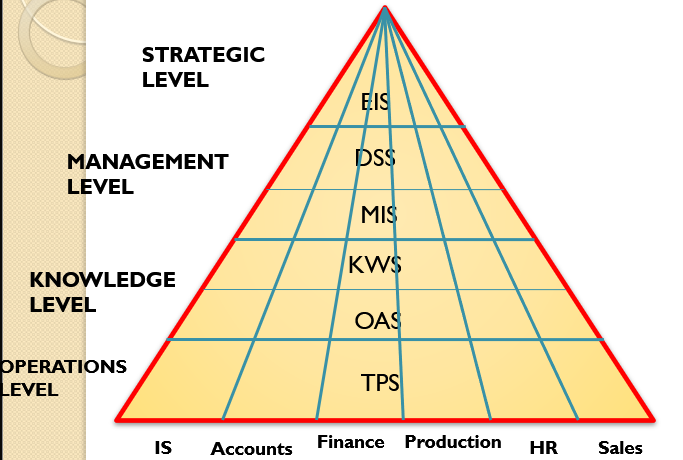 STRATEGIC
LEVEL
EIS
MANAGEMENT
LEVEL
DSS
MIS
KNOWLEDGE
LEVEL
KWS
OAS
OPERATIONS
LEVEL
TPS
IS Accounts Finance Production HR Sales